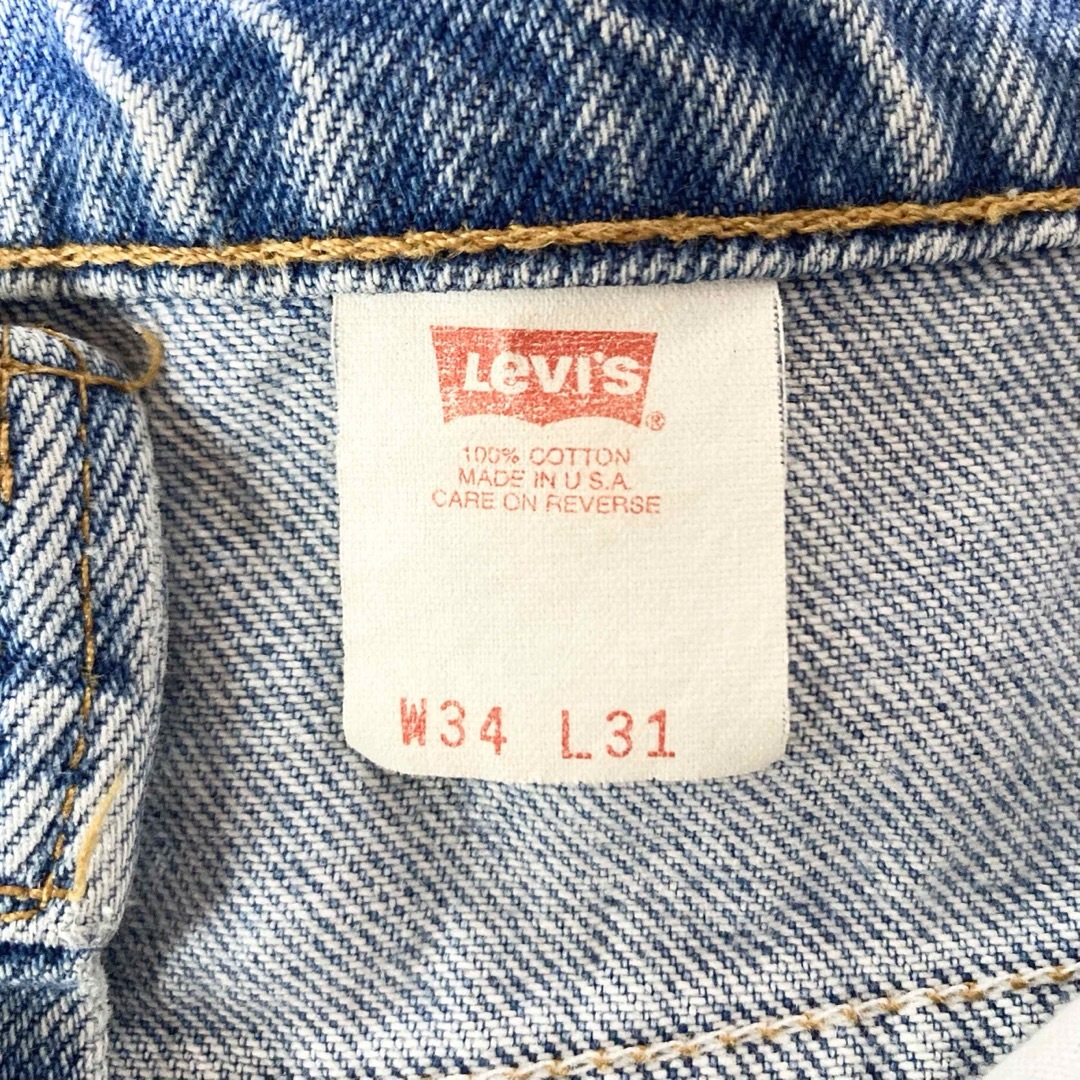 Levi's ®
100% COTTON
MADE IN U.S.A.
CARE ON REVERSE
W34 L31